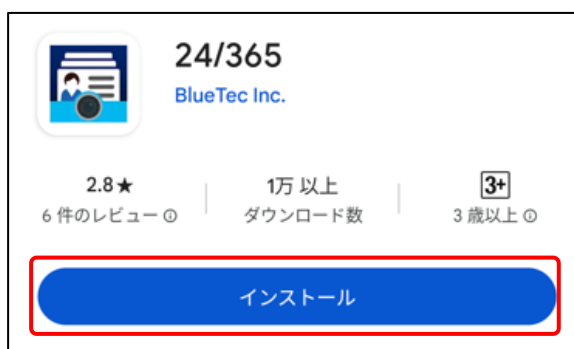 24/365
BlueTec Inc.
2.8★
6 件のレビュー ⓘ
1万 以上
ダウンロード数
3+
3 歳以上 ⓘ
インストール